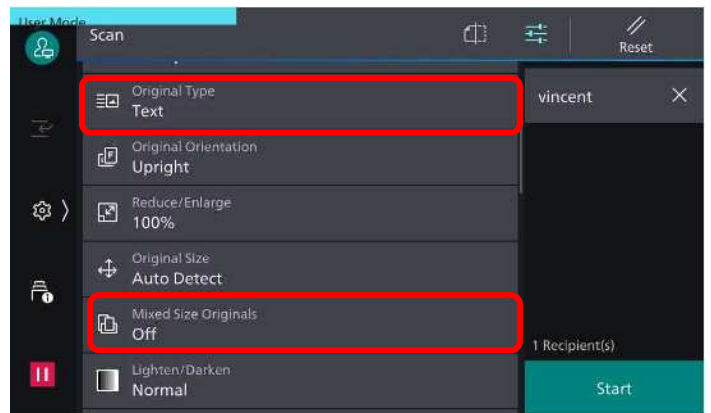 User Mode
Scan
Reset
Original Type
Text
vincent
Original Orientation
Upright
Reduce/Enlarge
100%
Original Size
Auto Detect
Mixed Size Originals
Off
1 Recipient(s)
Lighten/Darken
Normal
Start